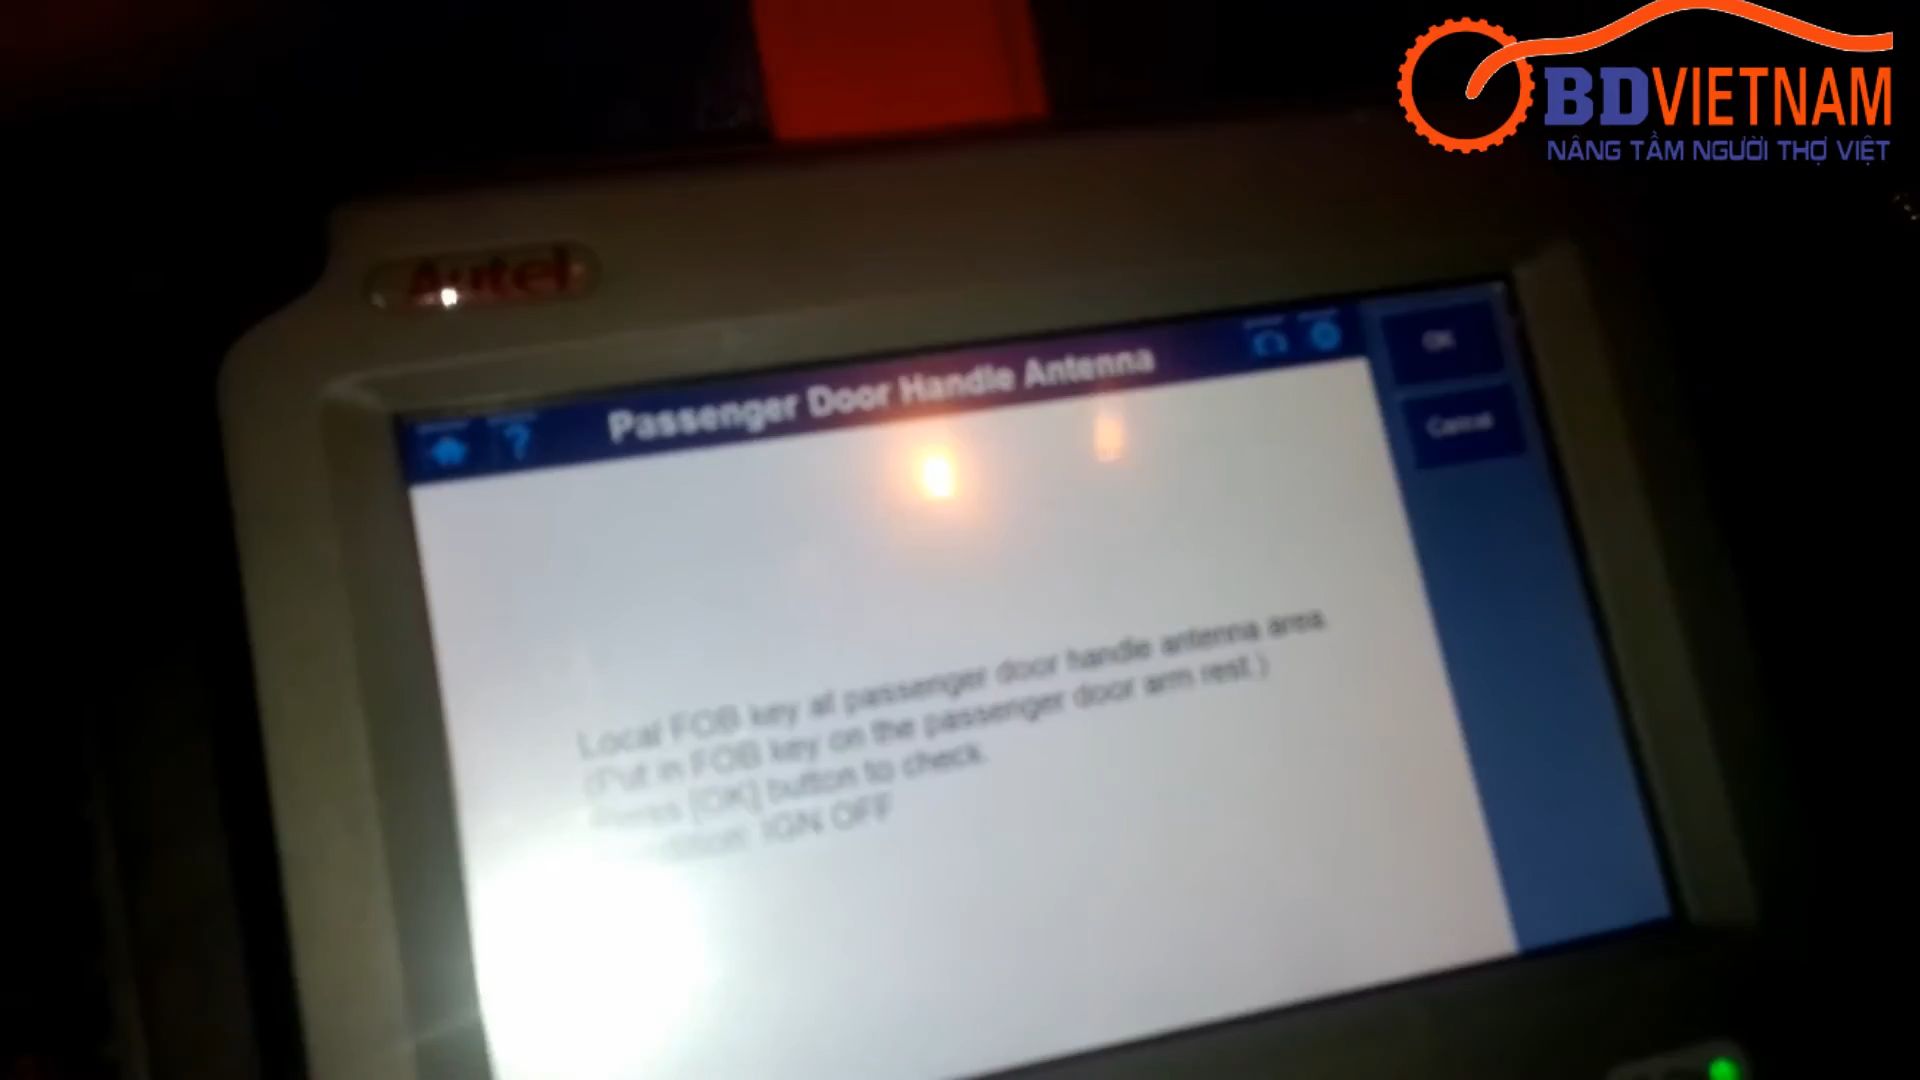 BDVIETNAM
NÂNG TẦM NGƯỜI THỢ VIỆT
Autel
Passenger Door Handle Antenna
OK
Cancel
Local FOB key at passenger door handle antenna area.
(Put in FOB key on the passenger door arm rest.)
Press [OK] button to check.
IGN OFF